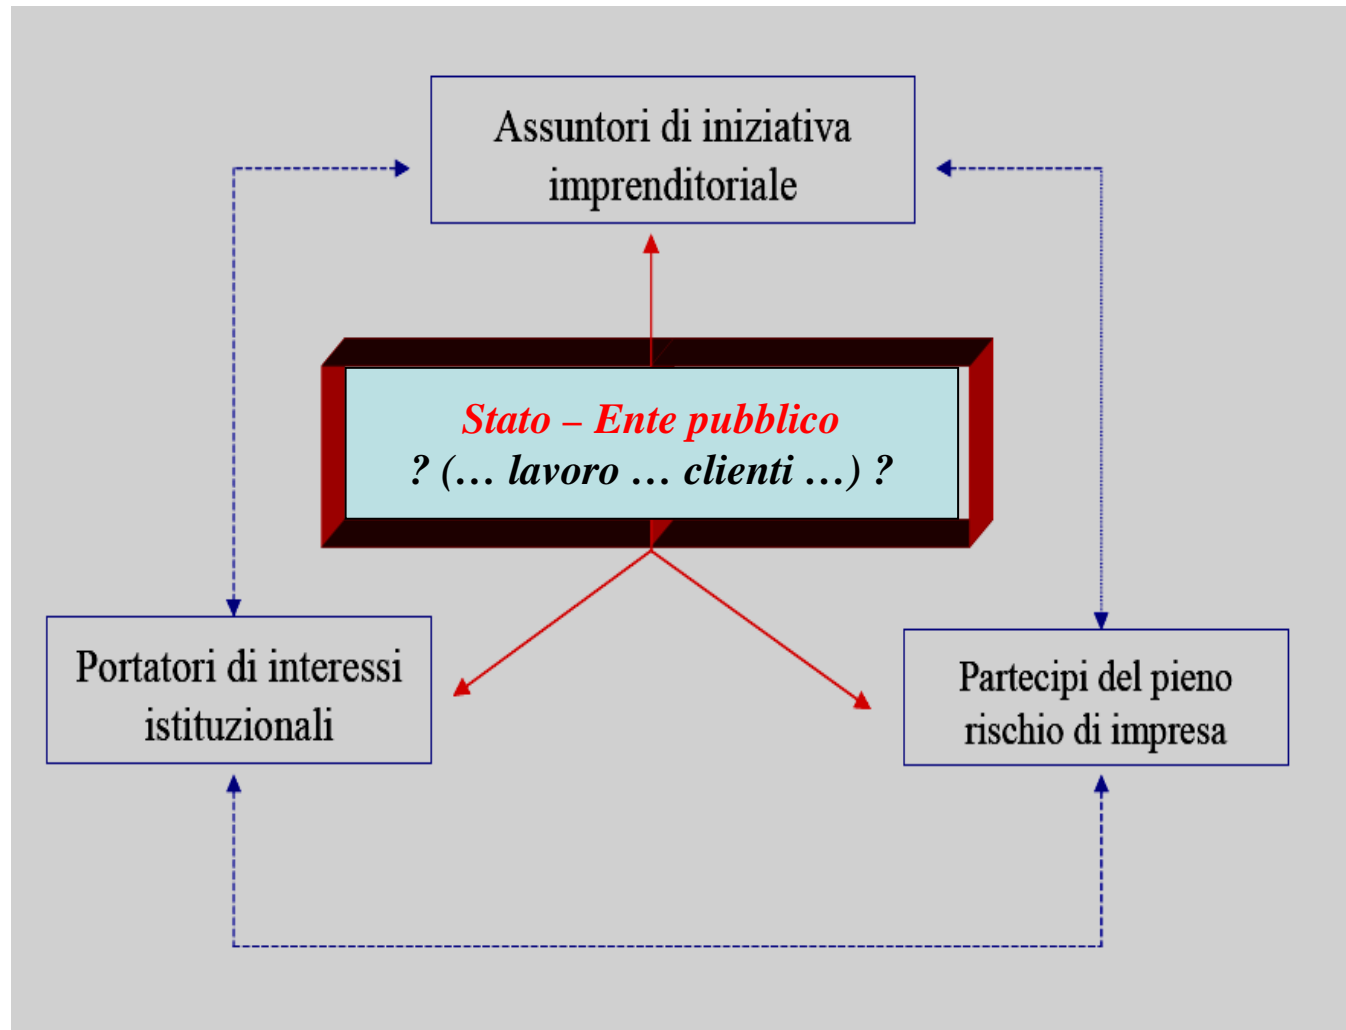 Assuntori di iniziativa
imprenditoriale
Stato – Ente pubblico
? (… lavoro … clienti …) ?
Portatori di interessi
istituzionali
Partecipi del pieno
rischio di impresa